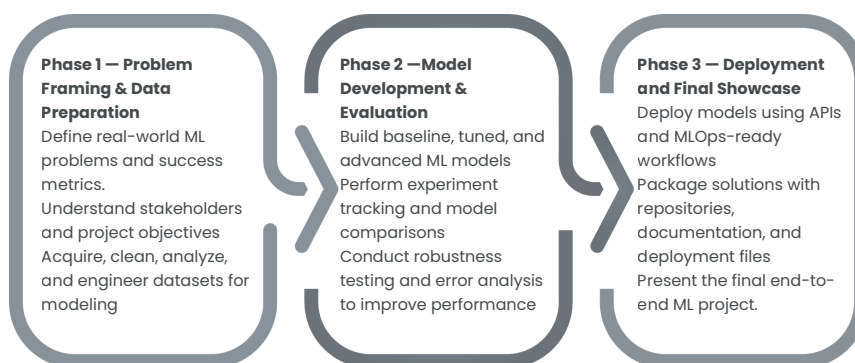 Phase 1 — Problem
Framing & Data
Preparation
Define real-world ML
problems and success
metrics.
Understand stakeholders
and project objectives
Acquire, clean, analyze,
and engineer datasets for
modeling
Phase 2 —Model
Development &
Evaluation
Build baseline, tuned, and
advanced ML models
Perform experiment
tracking and model
comparisons
Conduct robustness
testing and error analysis
to improve performance
Phase 3 — Deployment
and Final Showcase
Deploy models using APIs
and MLOps-ready
workflows
Package solutions with
repositories,
documentation, and
deployment files
Present the final end-to-
end ML project.